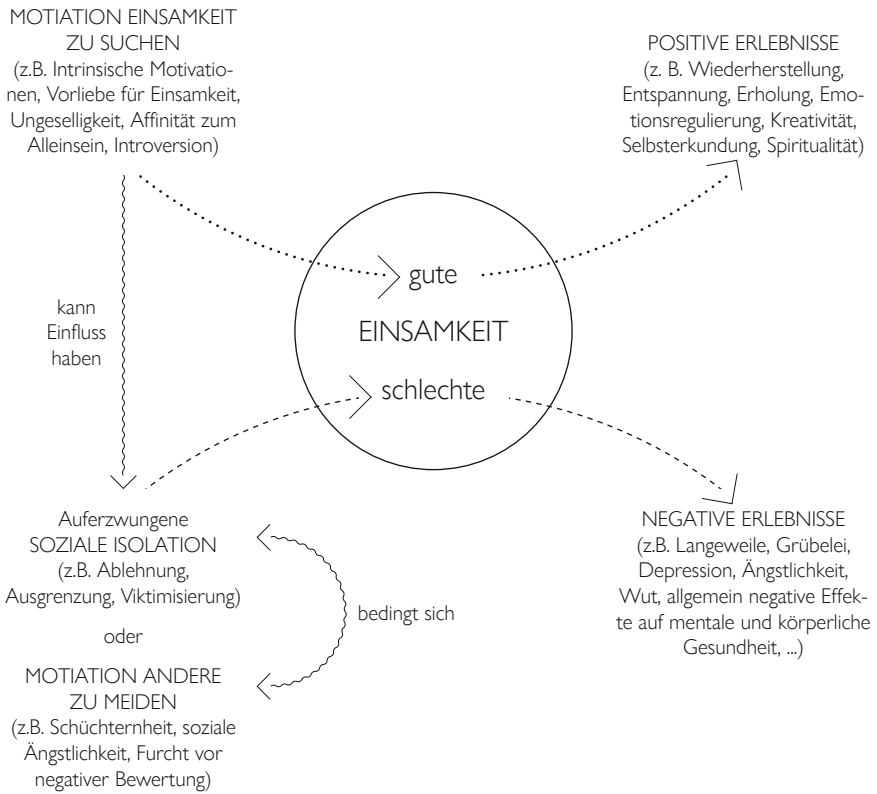 MOTIATION EINSAMKEIT
ZU SUCHEN
(z.B. Intrinsische Motivatio-
nen, Vorliebe für Einsamkeit,
Ungeselligkeit, Affinität zum
Alleinsein, Introversion)
POSITIVE ERLEBNISSE
(z. B. Wiederherstellung,
Entspannung, Erholung, Emo-
tionsregulierung, Kreativität,
Selbsterkundung, Spiritualität)
gute
EINSAMKEIT
schlechte
kann
Einfluss
haben
Auferzwungene
SOZIALE ISOLATION
(z.B. Ablehnung,
Ausgrenzung, Viktimisierung)
oder
MOTIATION ANDERE
ZU MEIDEN
(z.B. Schüchternheit, soziale
Ängstlichkeit, Furcht vor
negativer Bewertung)
bedingt sich
NEGATIVE ERLEBNISSE
(z.B. Langeweile, Grübelei,
Depression, Ängstlichkeit,
Wut, allgemein negative Effek-
te auf mentale und körperliche
Gesundheit, ...)